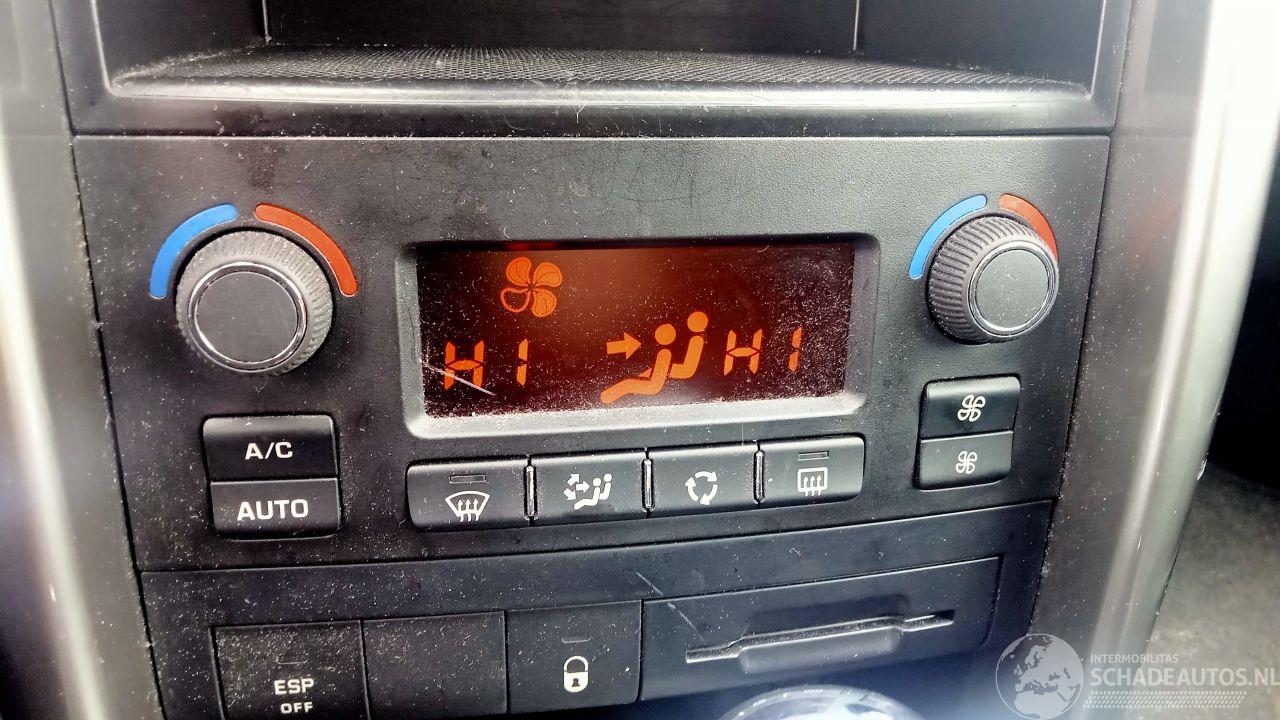 HI HI
A/C
AUTO
ESP
OFF
INTERMOBILITAS
SCHADEAUTOS.NL